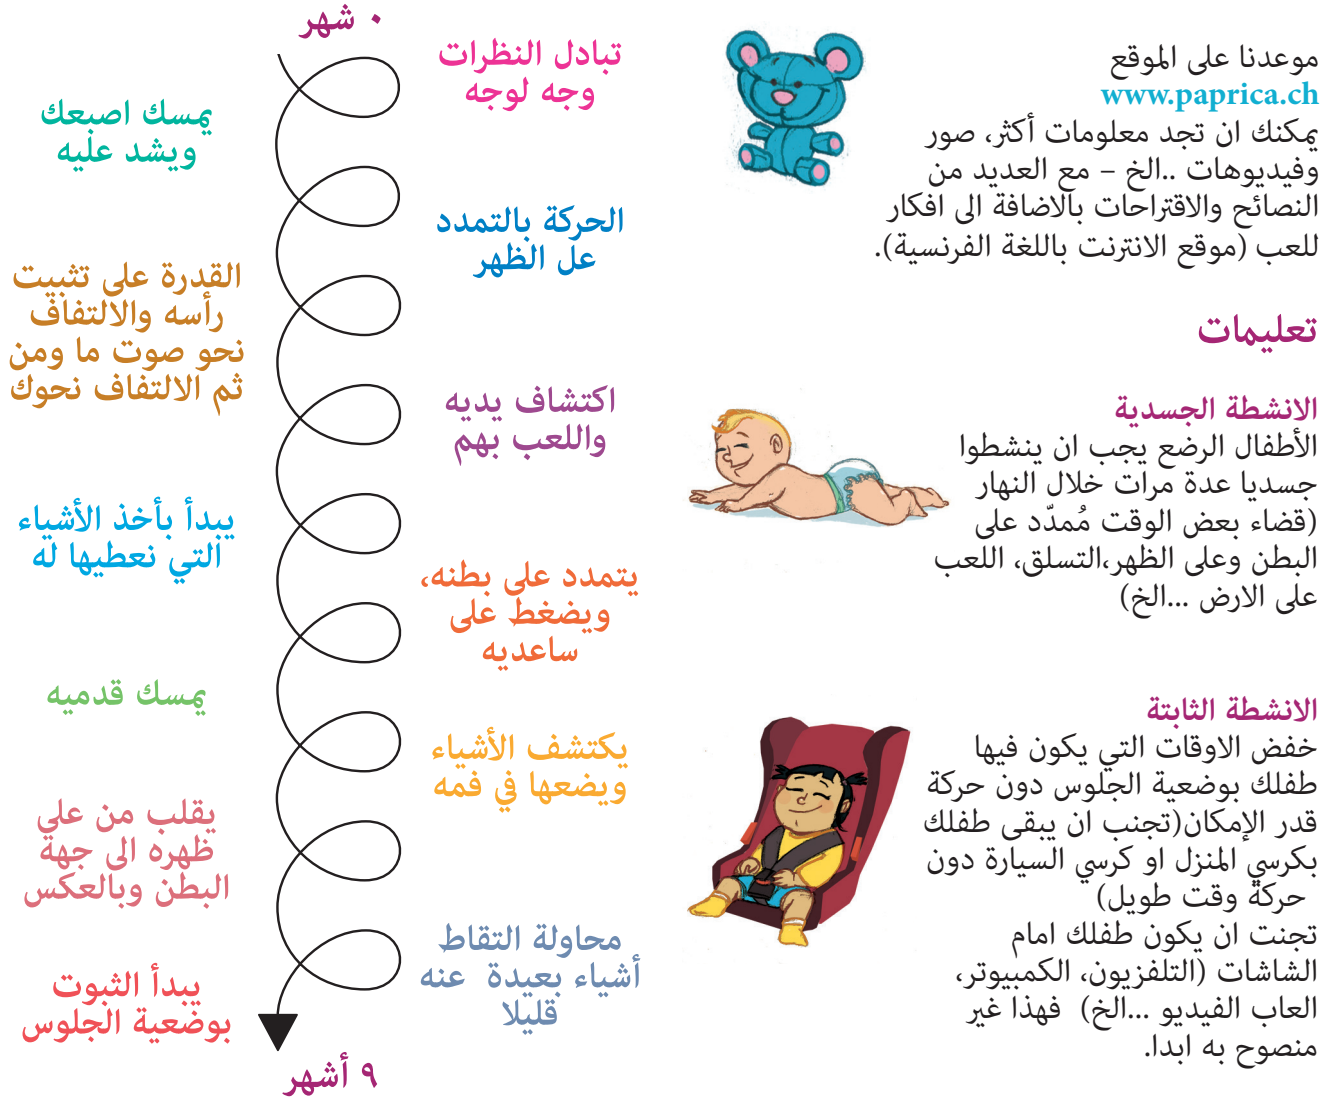 موعدنا على الموقع
www.paprica.ch
يمكنك ان تجد معلومات أكثر، صور
وفيديوهات ..الخ – مع العديد من
النصائح والاقتراحات بالاضافة الى افكار
للعب (موقع الانترنت باللغة الفرنسية).
تعليمات
الانشطة الجسدية
الأطفال الرضع يجب ان ينشطوا
جسديا عدة مرات خلال النهار
(قضاء بعض الوقت مُمدّد على
البطن وعلى الظهر،التسلق، اللعب
على الارض ...الخ)
الانشطة الثابتة
خفض الاوقات التي يكون فيها
طفلك بوضعية الجلوس دون حركة
قدر الإمكان(تجنب ان يبقى طفلك
بكرسي المنزل او كرسي السيارة دون
حركة وقت طويل)
تجنت ان يكون طفلك امام
الشاشات (التلفزيون، الكمبيوتر،
العاب الفيديو ...الخ) فهذا غير
منصوح به ابدا.
٠ شهر
تبادل النظرات
وجه لوجه
يمسك اصبعك
ويشد عليه
الحركة بالتمدد
عل الظهر
القدرة على تثبيت
رأسه والالتفاف
نحو صوت ما ومن
ثم الالتفاف نحوك
اكتشاف يديه
واللعب بهم
يبدأ بأخذ الأشياء
التي نعطيها له
يتمدد على بطنه،
ويضغط على
ساعديه
يمسك قدميه
يكتشف الأشياء
ويضعها في فمه
يقلب من على
ظهره الى جهة
البطن وبالعكس
محاولة التقاط
أشياء بعيدة عنه
قليلا
يبدأ الثبوت
بوضعية الجلوس
٩ أشهر